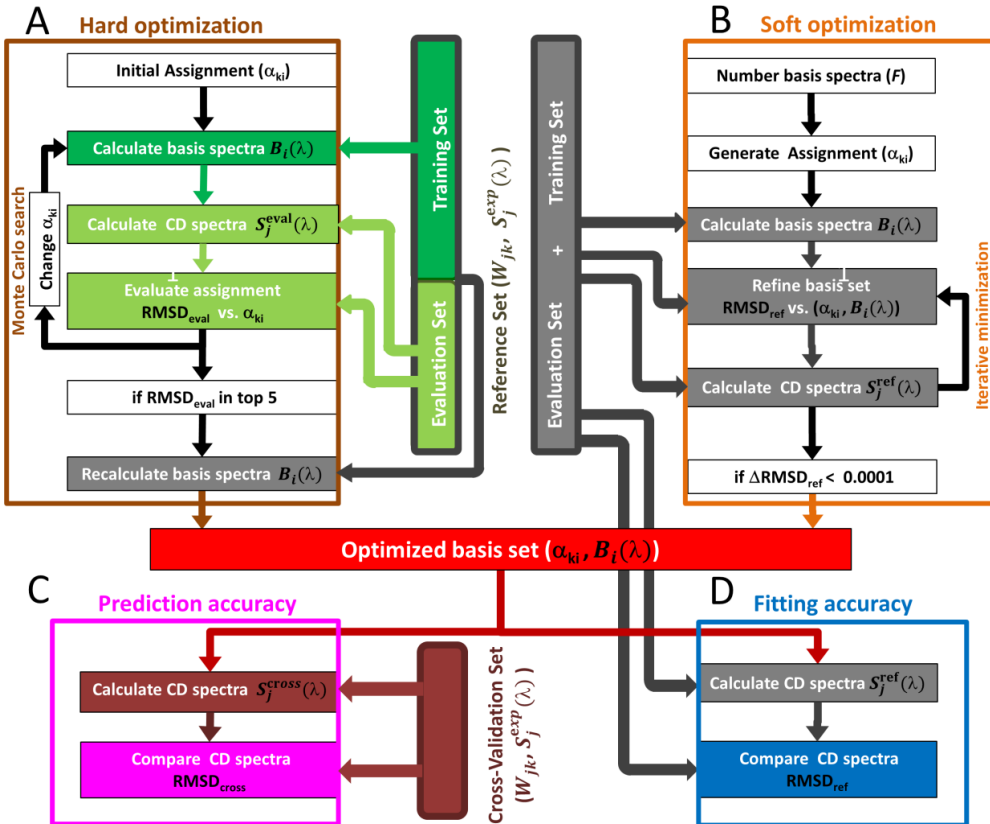 A
Hard optimization
Initial Assignment (αki)
Calculate basis spectra Bi(λ)
Calculate CD spectra Sjeval(λ)
Evaluate assignment
RMSDeval vs. αki
if RMSDeval in top 5
Recalculate basis spectra Bi(λ)
Change αki
Monte Carlo search
Training Set
Evaluation Set
Reference Set (Wjk, Sjexp(λ))
Evaluation Set + Training Set
B
Soft optimization
Number basis spectra (F)
Generate Assignment (αki)
Calculate basis spectra Bi(λ)
Refine basis set
RMSDref vs. (αki, Bi(λ))
Calculate CD spectra Sjref(λ)
if ΔRMSDref < 0.0001
Iterative minimization
Optimized basis set (αki, Bi(λ))
C
Prediction accuracy
Calculate CD spectra Sjcross(λ)
Compare CD spectra
RMSDcross
Cross-Validation Set
(Wjk, Sjexp(λ))
D
Fitting accuracy
Calculate CD spectra Sjref(λ)
Compare CD spectra
RMSDref